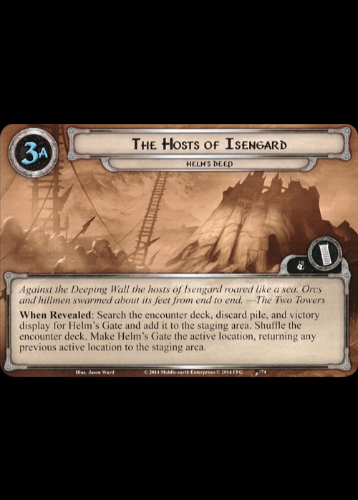 3A
The Hosts of Isengard
Helm's Deep
Against the Deeping Wall the hosts of Isengard roared like a sea. Orcs
and hillmen swarmed about its feet from end to end. —The Two Towers
When Revealed: Search the encounter deck, discard pile, and victory
display for Helm's Gate and add it to the staging area. Shuffle the
encounter deck. Make Helm's Gate the active location, returning any
previous active location to the staging area.
Illus. Jason Ward © 2014 Middle-earth Enterprises © 2014 FFG 174